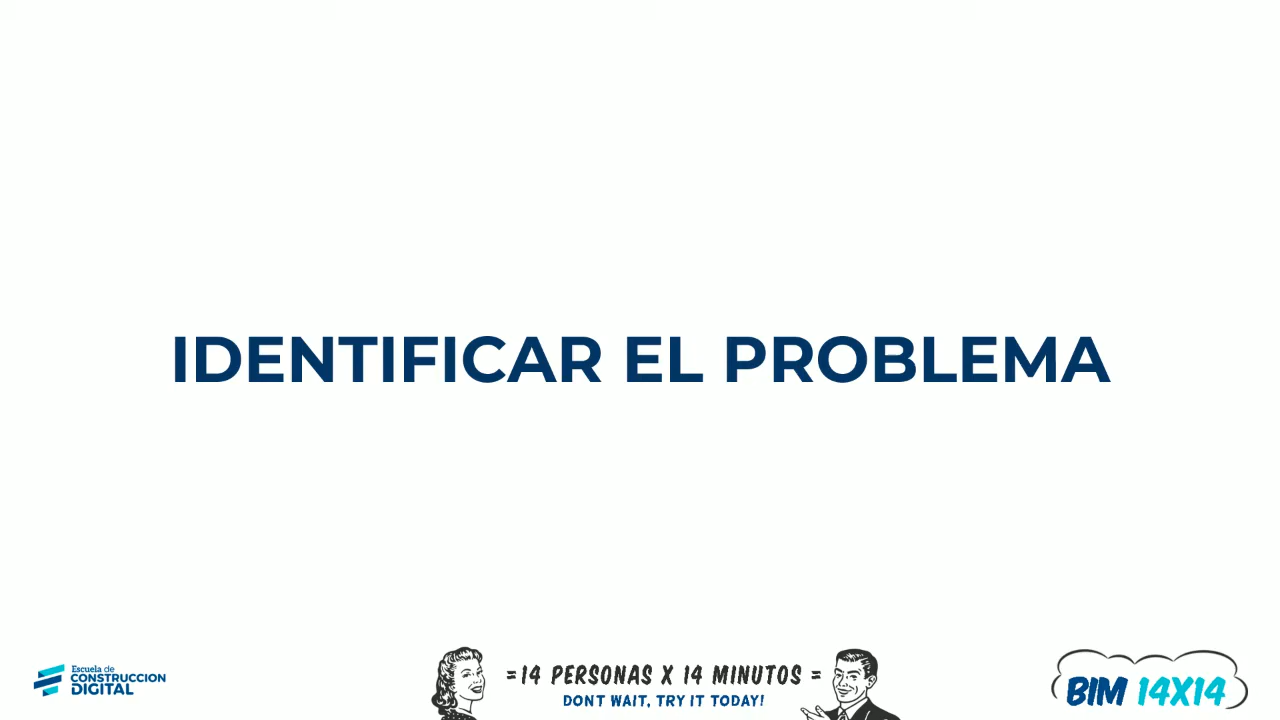 IDENTIFICAR EL PROBLEMA
Escuela de
CONSTRUCCION
DIGITAL
=14 PERSONAS X 14 MINUTOS =
DONT WAIT, TRY IT TODAY!
BIM 14X14